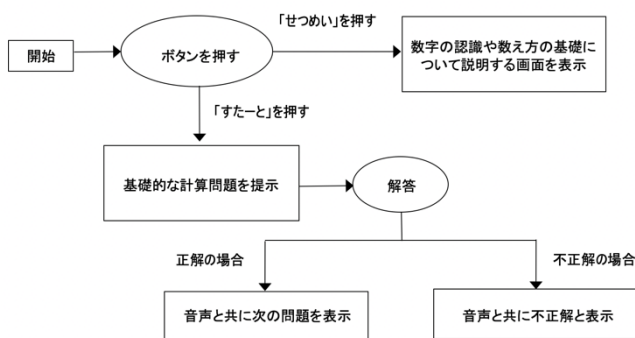 「せつめい」を押す
開始
ボタンを押す
数字の認識や数え方の基礎に
ついて説明する画面を表示
「すたーと」を押す
基礎的な計算問題を提示
解答
正解の場合
不正解の場合
音声と共に次の問題を表示
音声と共に不正解と表示